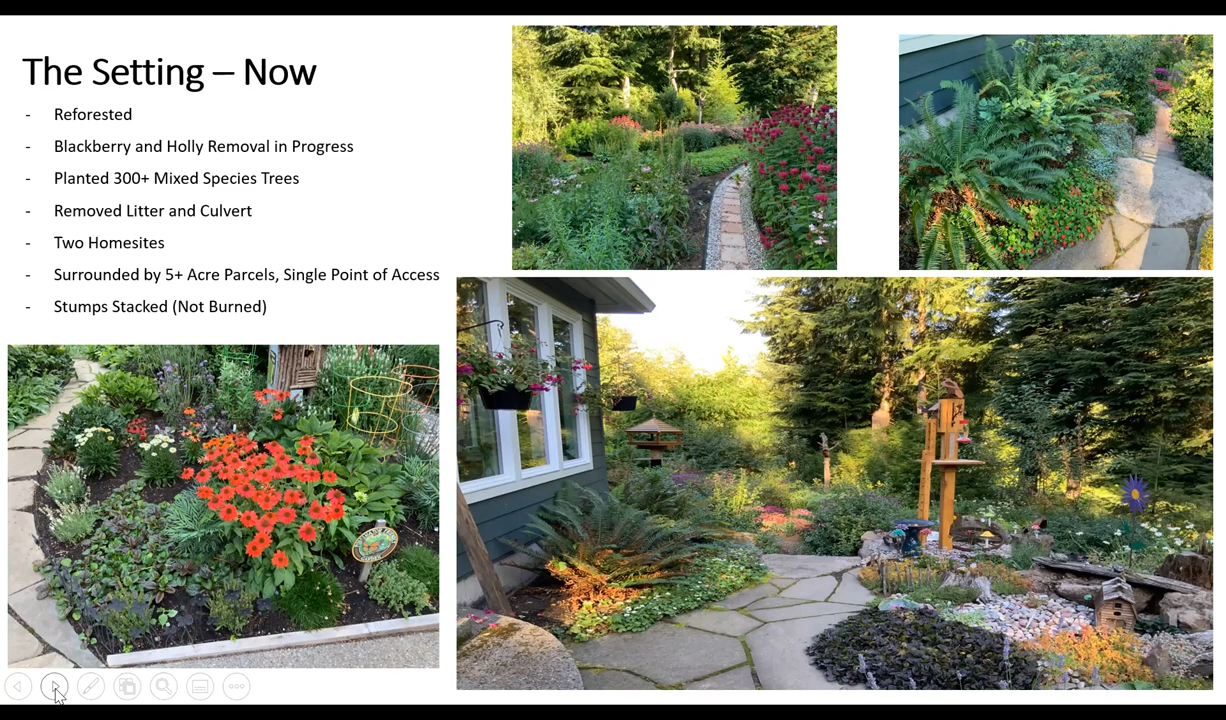 The Setting – Now
- Reforested
- Blackberry and Holly Removal in Progress
- Planted 300+ Mixed Species Trees
- Removed Litter and Culvert
- Two Homesites
- Surrounded by 5+ Acre Parcels, Single Point of Access
- Stumps Stacked (Not Burned)